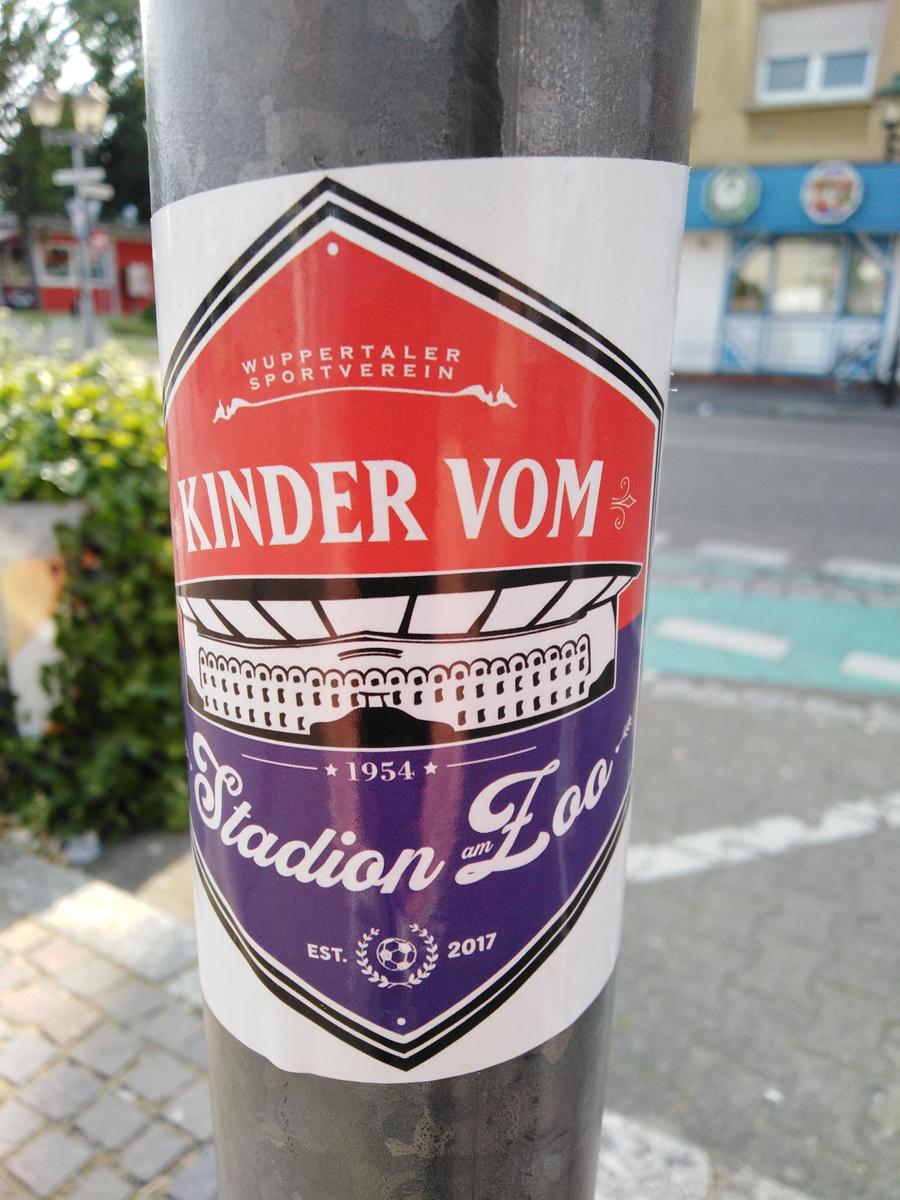 WUPPERTALER
SPORTVEREIN
KINDER VOM
1954
Stadion am Zoo
EST. 2017